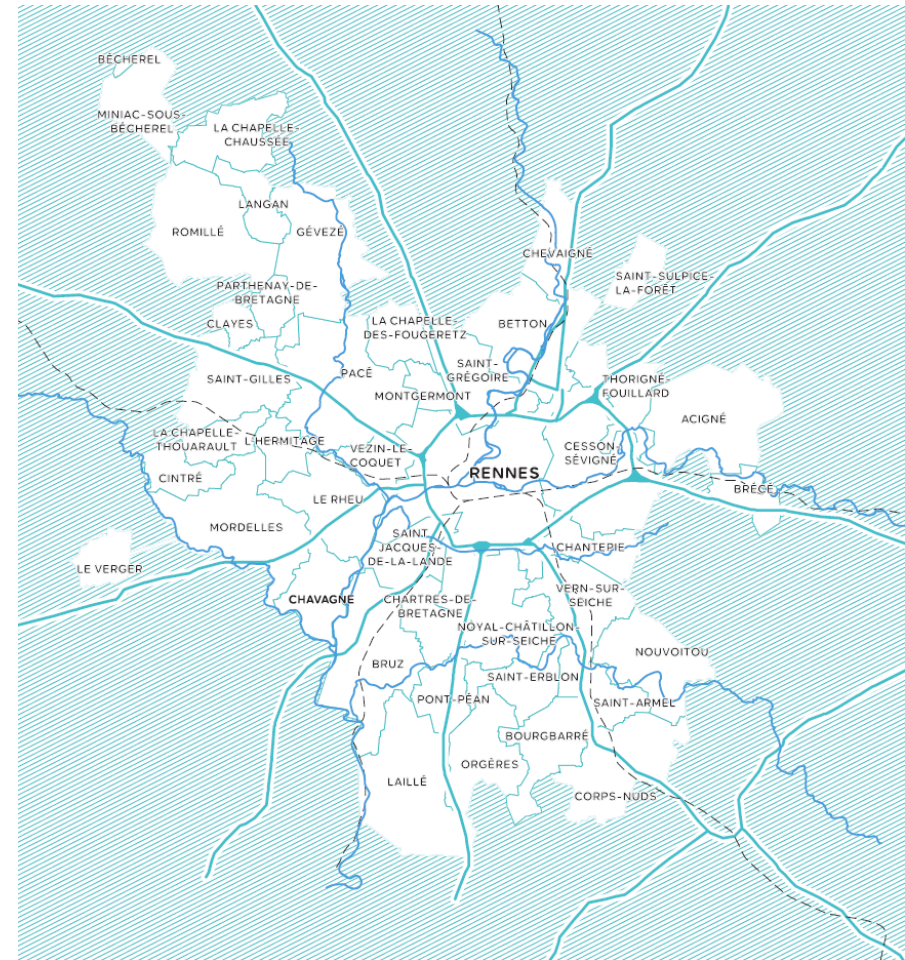 BÉCHEREL
MINIAC-SOUS-
BÉCHEREL
LA CHAPELLE-
CHAUSSÉE
LANGAN
ROMILLÉ
GÉVEZÉ
CHEVAIGNÉ
SAINT-SULPICE-
LA-FORÊT
PARTHENAY-DE-
BRETAGNE
CLAYES
LA CHAPELLE-
DES-FOUGERETZ
BETTON
SAINT-
GRÉGOIRE
PACÉ
SAINT-GILLES
MONTGERMONT
THORIGNÉ-
FOUILLARD
ACIGNÉ
LA CHAPELLE-
THOUARAULT
L'HERMITAGE
VEZIN-LE-
COQUET
CESSON-
SÉVIGNÉ
RENNES
CINTRÉ
BRÉCÉ
LE RHEU
MORDELLES
SAINT
JACQUES-
DE-LA-LANDE
CHANTEPIE
LE VERGER
CHAVAGNE
CHARTRES-DE-
BRETAGNE
VERN-SUR-
SEICHE
NOYAL-CHÂTILLON-
SUR-SEICHE
NOUVOITOU
BRUZ
SAINT-ERBLON
PONT-PÉAN
SAINT-ARMEL
BOURGBARRÉ
ORGÈRES
LAILLÉ
CORPS-NUDS